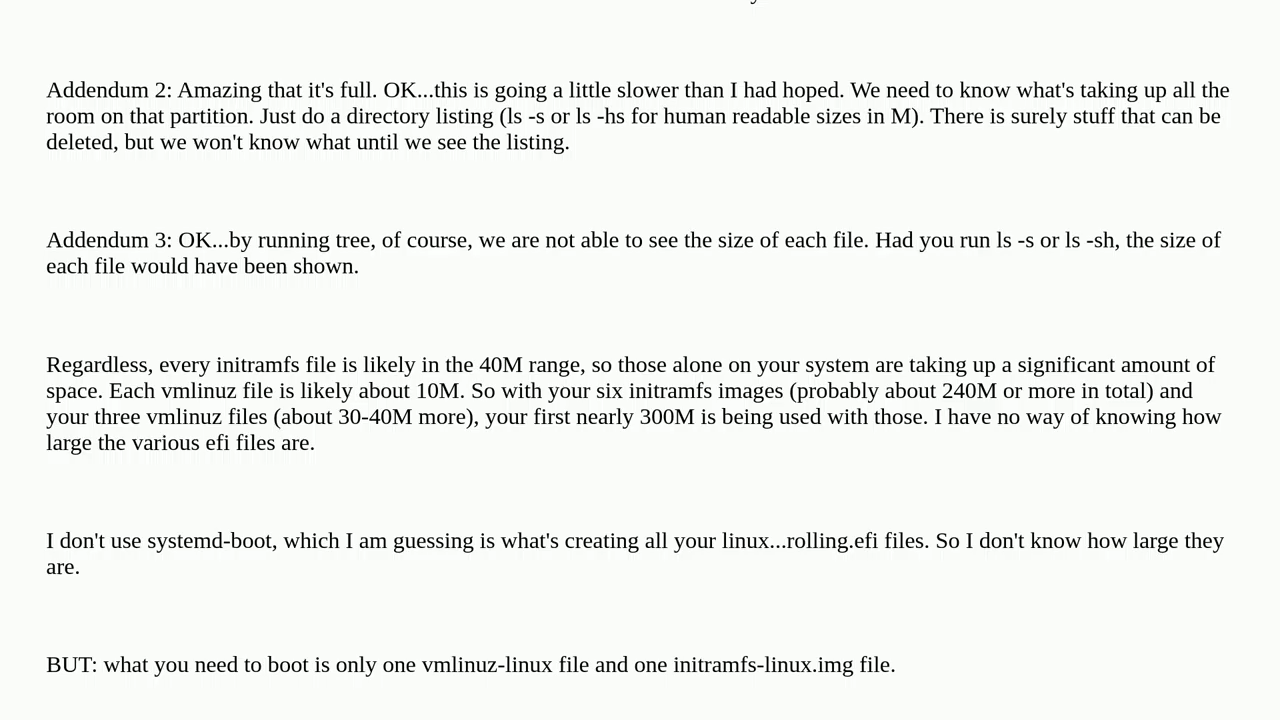 Addendum 2: Amazing that it's full. OK...this is going a little slower than I had hoped. We need to know what's taking up all the
room on that partition. Just do a directory listing (ls -s or ls -hs for human readable sizes in M). There is surely stuff that can be
deleted, but we won't know what until we see the listing.
Addendum 3: OK...by running tree, of course, we are not able to see the size of each file. Had you run ls -s or ls -sh, the size of
each file would have been shown.
Regardless, every initramfs file is likely in the 40M range, so those alone on your system are taking up a significant amount of
space. Each vmlinuz file is likely about 10M. So with your six initramfs images (probably about 240M or more in total) and
your three vmlinuz files (about 30-40M more), your first nearly 300M is being used with those. I have no way of knowing how
large the various efi files are.
I don't use systemd-boot, which I am guessing is what's creating all your linux...rolling.efi files. So I don't know how large they
are.
BUT: what you need to boot is only one vmlinuz-linux file and one initramfs-linux.img file.